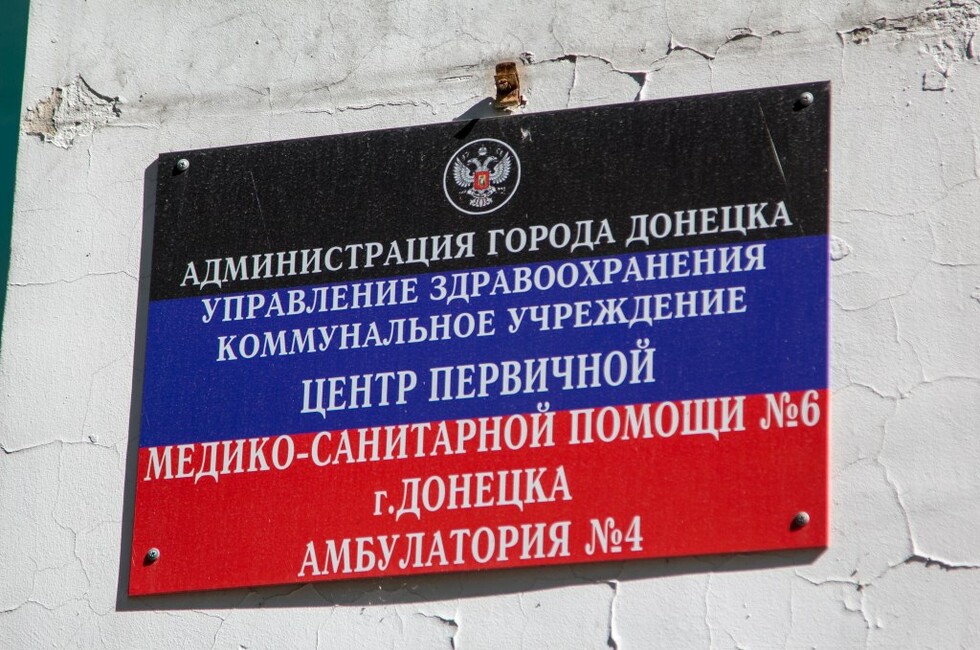 АДМИНИСТРАЦИЯ ГОРОДА ДОНЕЦКА
УПРАВЛЕНИЕ ЗДРАВООХРАНЕНИЯ
КОММУНАЛЬНОЕ УЧРЕЖДЕНИЕ
ЦЕНТР ПЕРВИЧНОЙ
МЕДИКО-САНИТАРНОЙ ПОМОЩИ №6
г.ДОНЕЦКА
АМБУЛАТОРИЯ №4